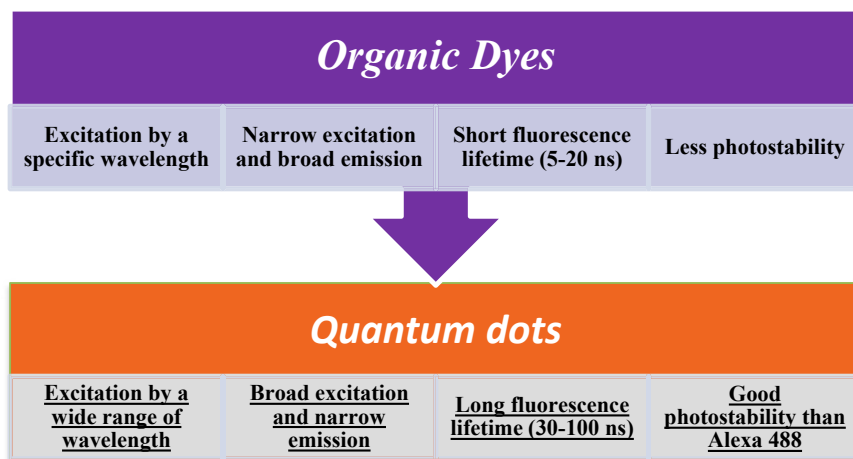 Organic Dyes
Excitation by a
specific wavelength
Narrow excitation
and broad emission
Short fluorescence
lifetime (5-20 ns)
Less photostability
Quantum dots
Excitation by a
wide range of
wavelength
Broad excitation
and narrow
emission
Long fluorescence
lifetime (30-100 ns)
Good
photostability than
Alexa 488